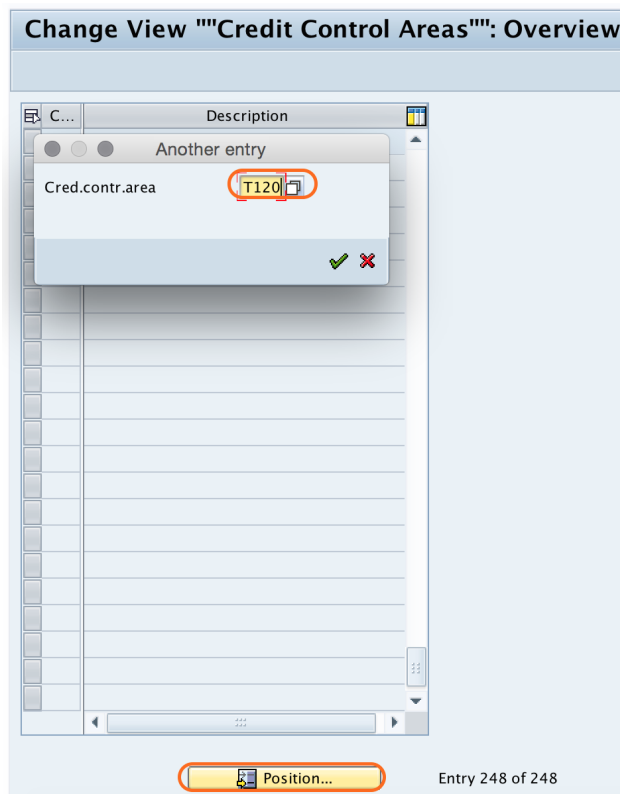 Change View ""Credit Control Areas"": Overview
C... Description
Another entry
Cred.contr.area T120
Position... Entry 248 of 248